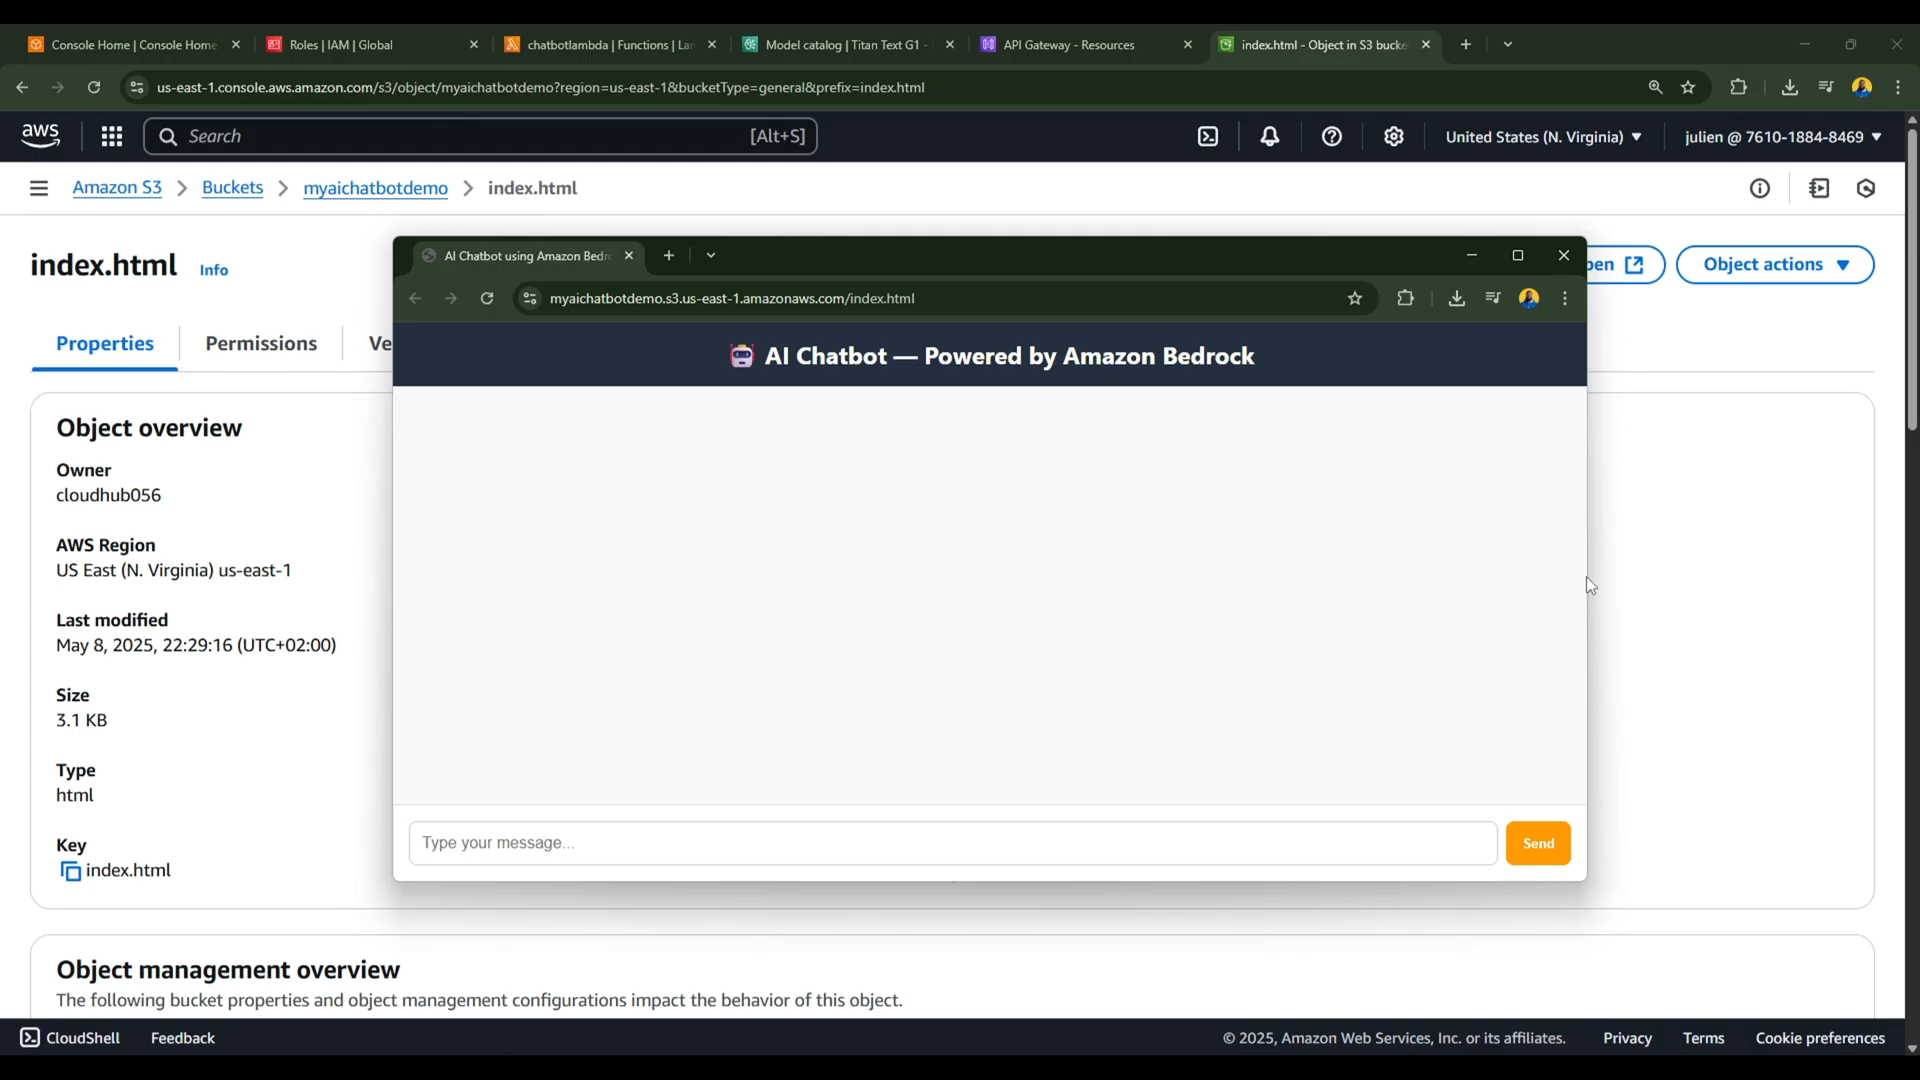 Console Home | Console Home
Roles | IAM | Global
chatbotlambda | Functions | La
Model catalog | Titan Text G1 -
API Gateway - Resources
index.html - Object in S3 bucke
us-east-1.console.aws.amazon.com/s3/object/myaichatbotdemo?region=us-east-1&bucketType=general&prefix=index.html
aws
Search
[Alt+S]
United States (N. Virginia)
julien @ 7610-1884-8469
Amazon S3
Buckets
myaichatbotdemo
index.html
index.html
Info
pen
Object actions
Properties
Permissions
Ve
AI Chatbot using Amazon Bedr
myaichatbotdemo.s3.us-east-1.amazonaws.com/index.html
AI Chatbot — Powered by Amazon Bedrock
Type your message...
Send
Object overview
Owner
cloudhub056
AWS Region
US East (N. Virginia) us-east-1
Last modified
May 8, 2025, 22:29:16 (UTC+02:00)
Size
3.1 KB
Type
html
Key
index.html
Object management overview
The following bucket properties and object management configurations impact the behavior of this object.
CloudShell
Feedback
© 2025, Amazon Web Services, Inc. or its affiliates.
Privacy
Terms
Cookie preferences